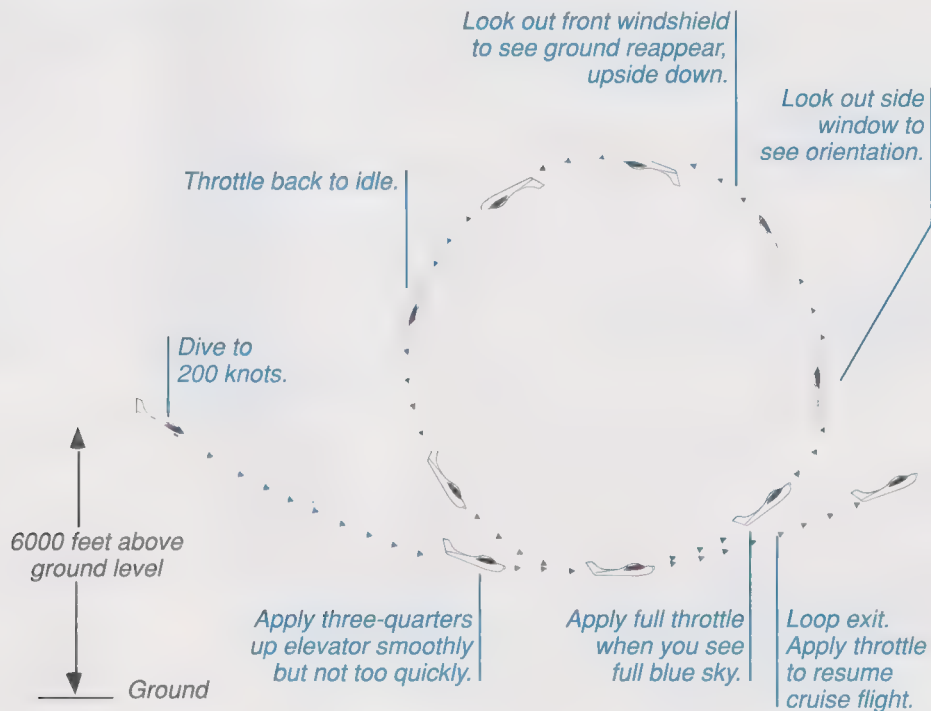 Look out front windshield
to see ground reappear,
upside down.
Look out side
window to
see orientation.
Throttle back to idle.
Dive to
200 knots.
6000 feet above
ground level
Apply three-quarters
up elevator smoothly
but not too quickly.
Apply full throttle
when you see
full blue sky.
Loop exit.
Apply throttle
to resume
cruise flight.
Ground